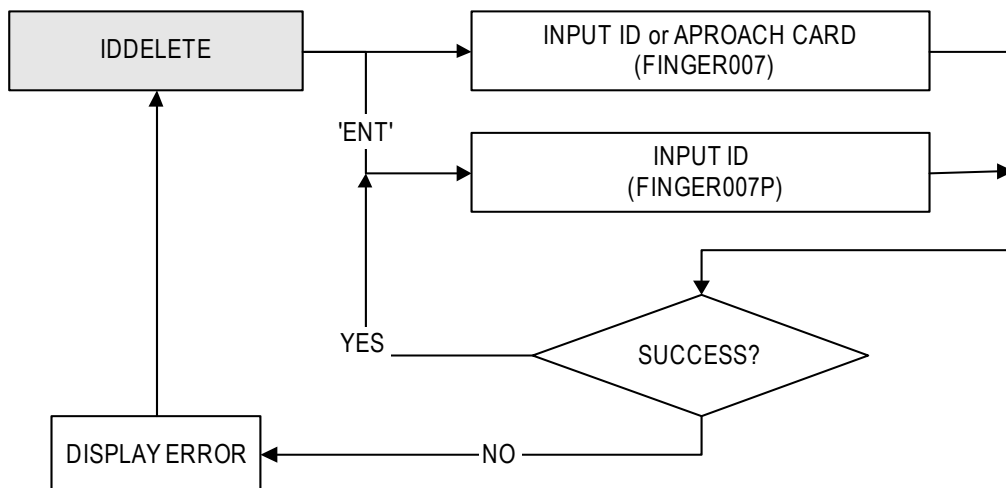 IDDELETE
INPUT ID or APROACH CARD
(FINGER007)
'ENT'
INPUT ID
(FINGER007P)
YES
SUCCESS?
DISPLAY ERROR
NO